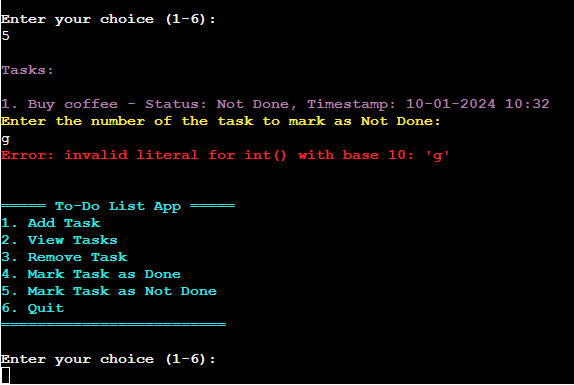 Enter your choice (1-6):
5
Tasks:
1. Buy coffee - Status: Not Done, Timestamp: 10-01-2024 10:32
Enter the number of the task to mark as Not Done:
g
Error: invalid literal for int() with base 10: 'g'
===== To-Do List App =====
1. Add Task
2. View Tasks
3. Remove Task
4. Mark Task as Done
5. Mark Task as Not Done
6. Quit
=========================
Enter your choice (1-6):